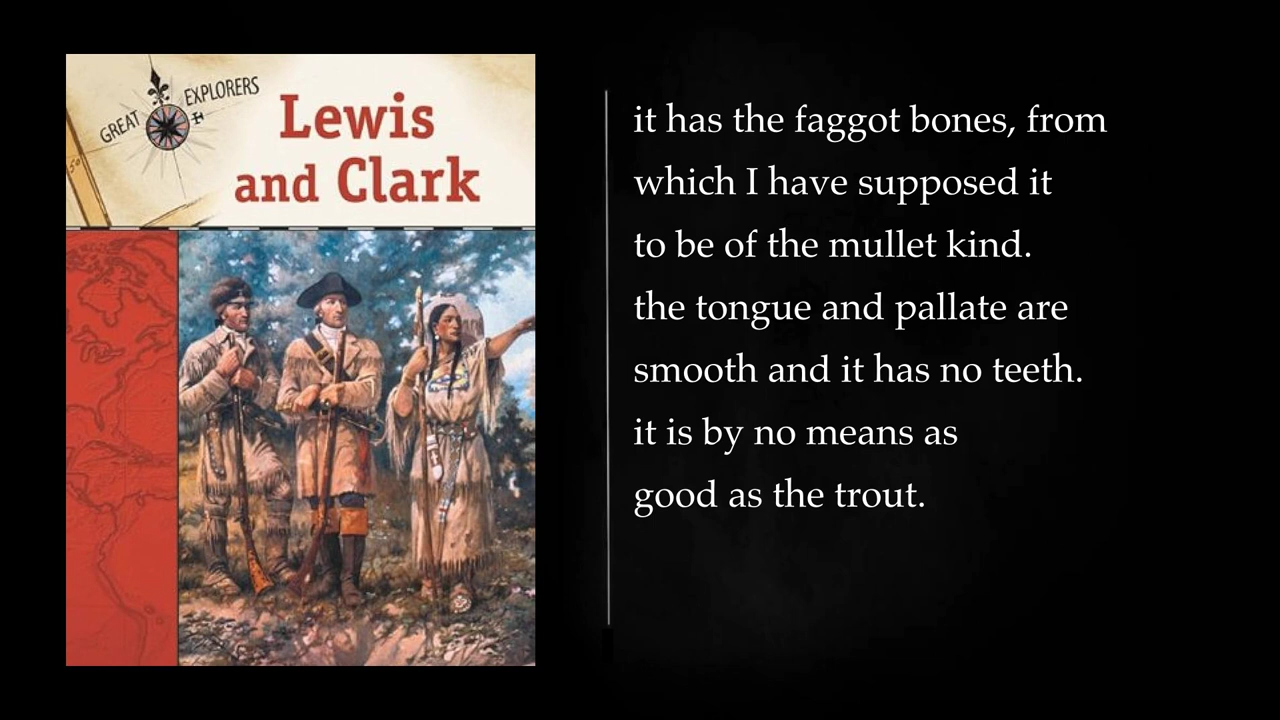 GREAT EXPLORERS
Lewis
and Clark
50
it has the faggot bones, from
which I have supposed it
to be of the mullet kind.
the tongue and pallate are
smooth and it has no teeth.
it is by no means as
good as the trout.